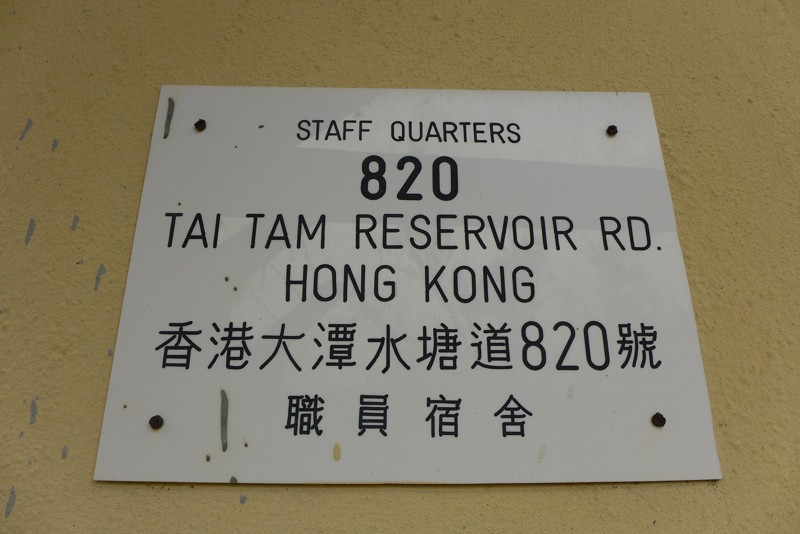 STAFF QUARTERS
820
TAI TAM RESERVOIR RD.
HONG KONG
香港大潭水塘道820號
職員宿舍